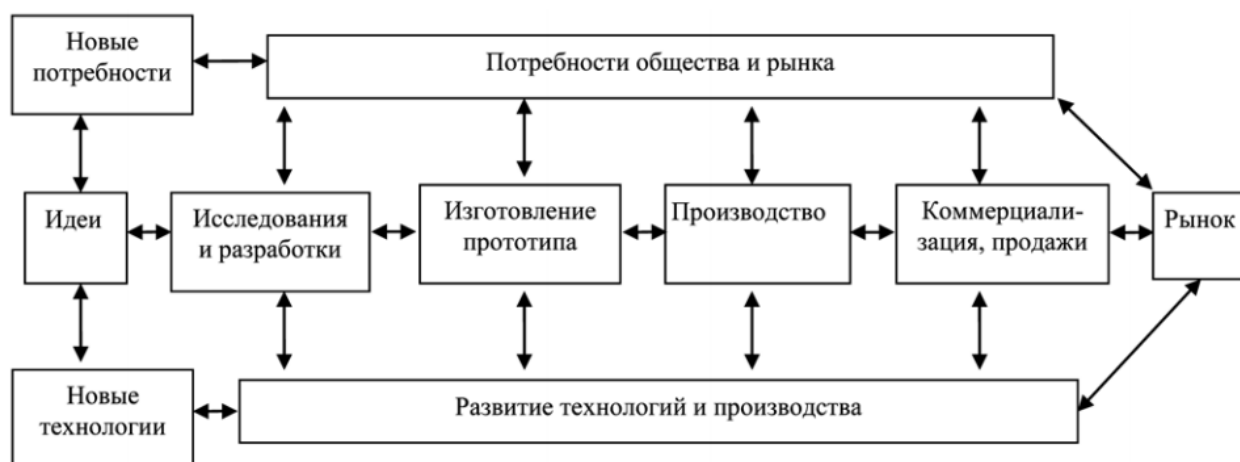 Новые
потребности
Потребности общества и рынка
Идеи
Исследования
и разработки
Изготовление
прототипа
Производство
Коммерциали-
зация, продажи
Рынок
Новые
технологии
Развитие технологий и производства